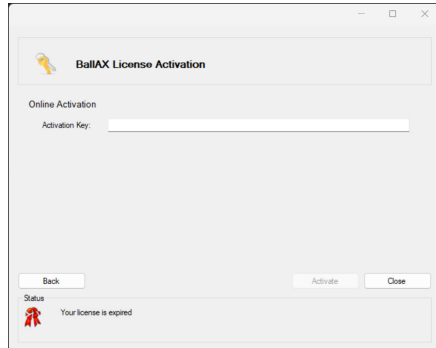 BallAX License Activation
Online Activation
Activation Key:
Back
Activate
Close
Status
Your license is expired